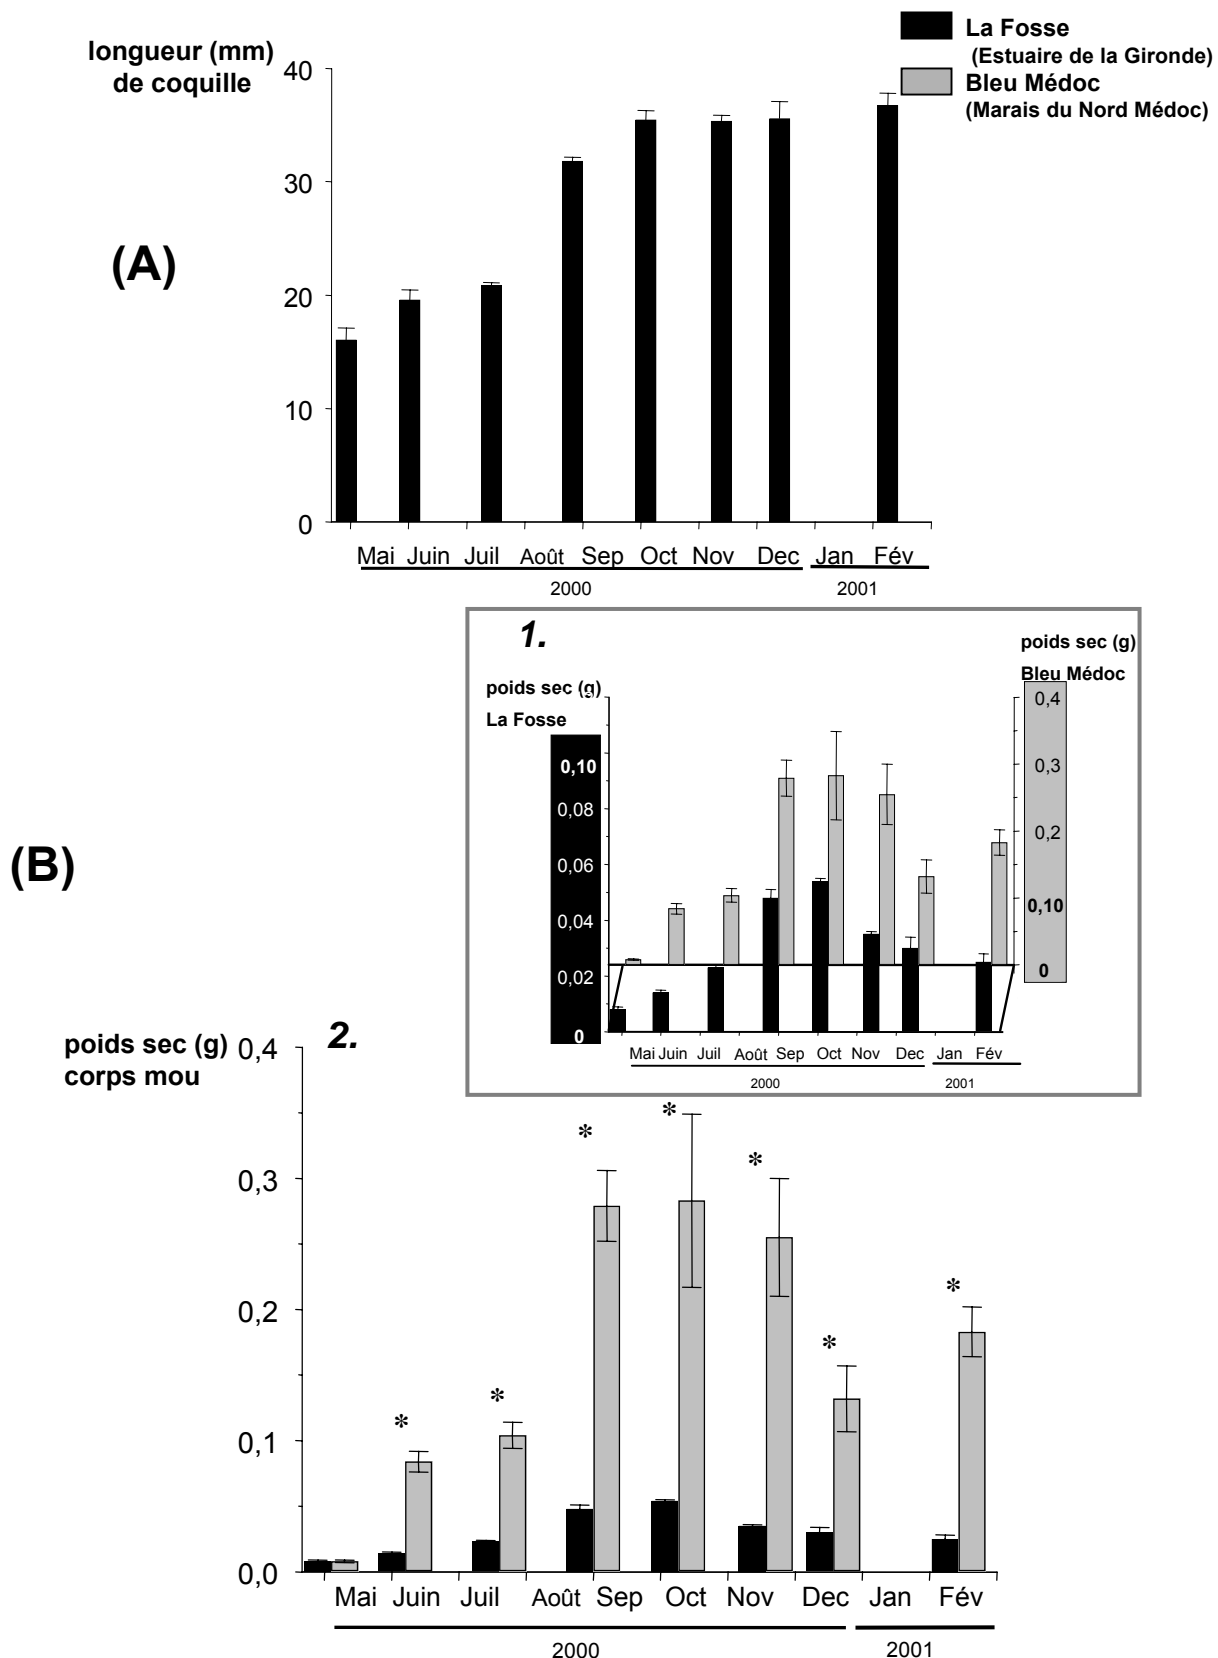 La Fosse
(Estuaire de la Gironde)
Bleu Médoc
(Marais du Nord Médoc)
longueur (mm)
de coquille
40
30
20
10
0
(A)
Mai Juin Juil Août Sep Oct Nov Dec Jan Fév
2000 2001
1.
poids sec (g)
La Fosse
poids sec (g)
Bleu Médoc
0,10
0,08
0,06
0,04
0,02
0
0,4
0,3
0,2
0,10
0
Mai Juin Juil Août Sep Oct Nov Dec Jan Fév
2000 2001
(B)
2.
poids sec (g)
corps mou
0,4
0,3
0,2
0,1
0,0
* * * * * * *
Mai Juin Juil Août Sep Oct Nov Dec Jan Fév
2000 2001